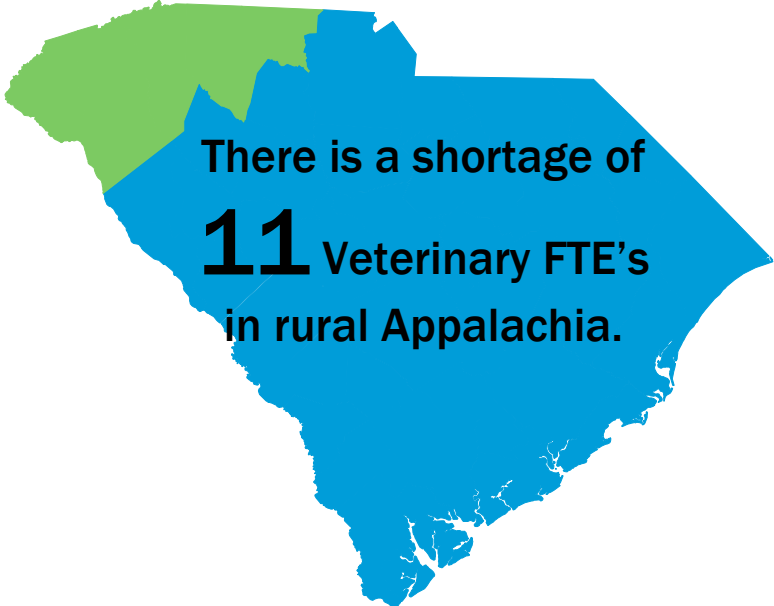 There is a shortage of
11 Veterinary FTE’s
in rural Appalachia.